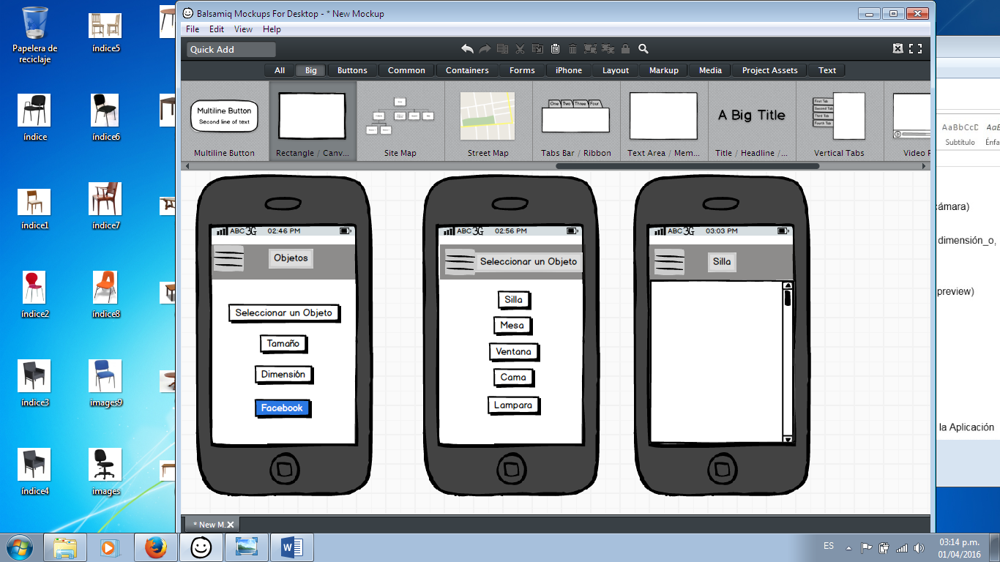 Papelera de
reciclaje
índice5
índice
índice6
índice1
índice7
índice2
índice8
índice3
images9
índice4
images
Balsamiq Mockups For Desktop - * New Mockup
File Edit View Help
Quick Add
All Big Buttons Common Containers Forms iPhone Layout Markup Media Project Assets Text
Multiline Button
Second line of text
One Two Three Four
A Big Title
First Tab
Second Tab
Third Tab
Fourth Tab
Multiline Button
Rectangle / Canv...
Site Map
Street Map
Tabs Bar / Ribbon
Text Area / Mem...
Title / Headline /...
Vertical Tabs
Video
ABC 3G 02:46 PM
Objetos
Seleccionar un Objeto
Tamaño
Dimensión
Facebook
ABC 3G 02:56 PM
Seleccionar un Objeto
Silla
Mesa
Ventana
Cama
Lampara
ABC 3G 03:03 PM
Silla
* New M...
AaBbCcD
Subtítulo
AaB
Énfa
cámara)
dimensión_o,
preview)
la Aplicación
ES
03:14 p.m.
01/04/2016